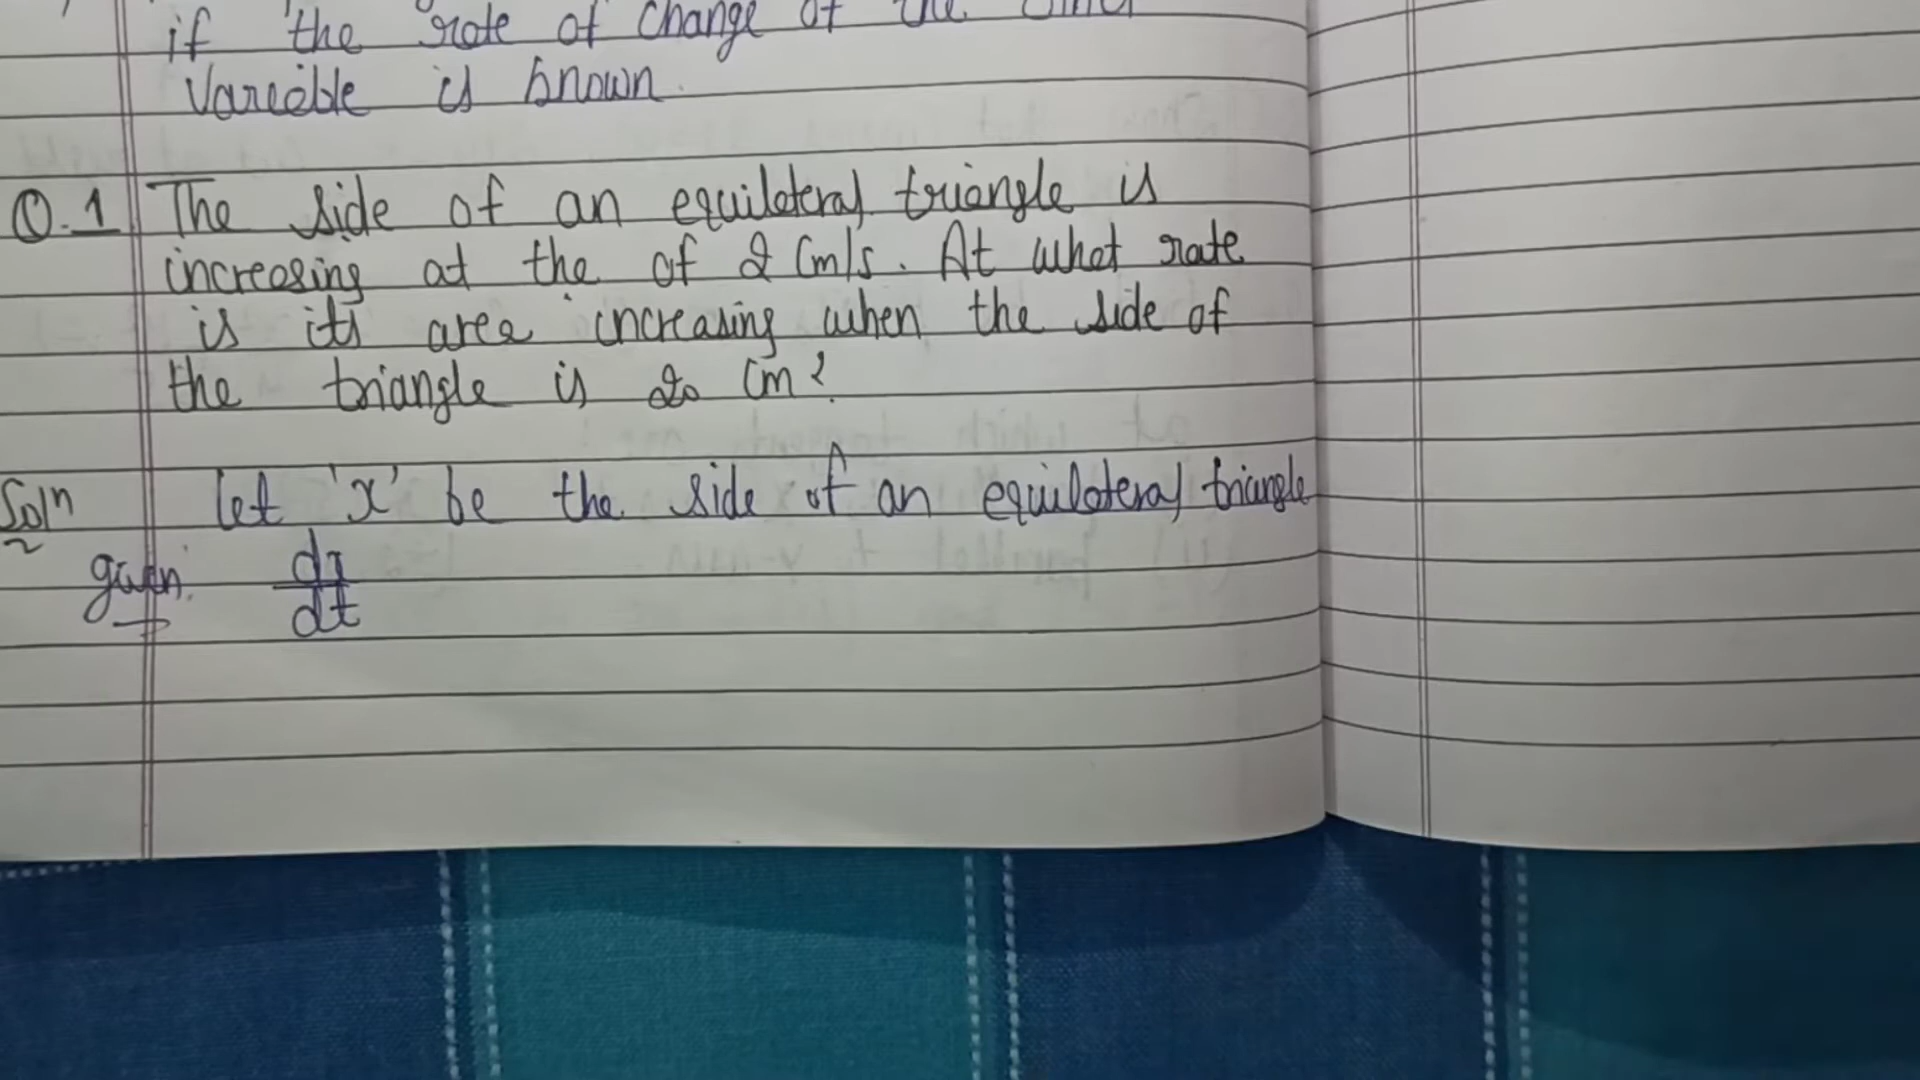 if the rate of change of the other
variable is known.
Q.1 The side of an equilateral triangle is
increasing at the of 2 cm/s. At what rate
is its area increasing when the side of
the triangle is 20 cm?
Soln let 'x' be the side of an equilateral triangle
given. dx
dt